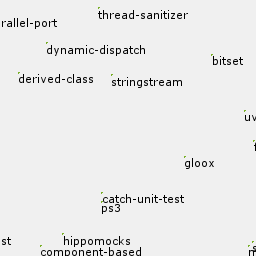 thread-sanitizer
rallel-port
dynamic-dispatch
bitset
derived-class
stringstream
uv
gloox
catch-unit-test
ps3
st
hippomocks
component-based